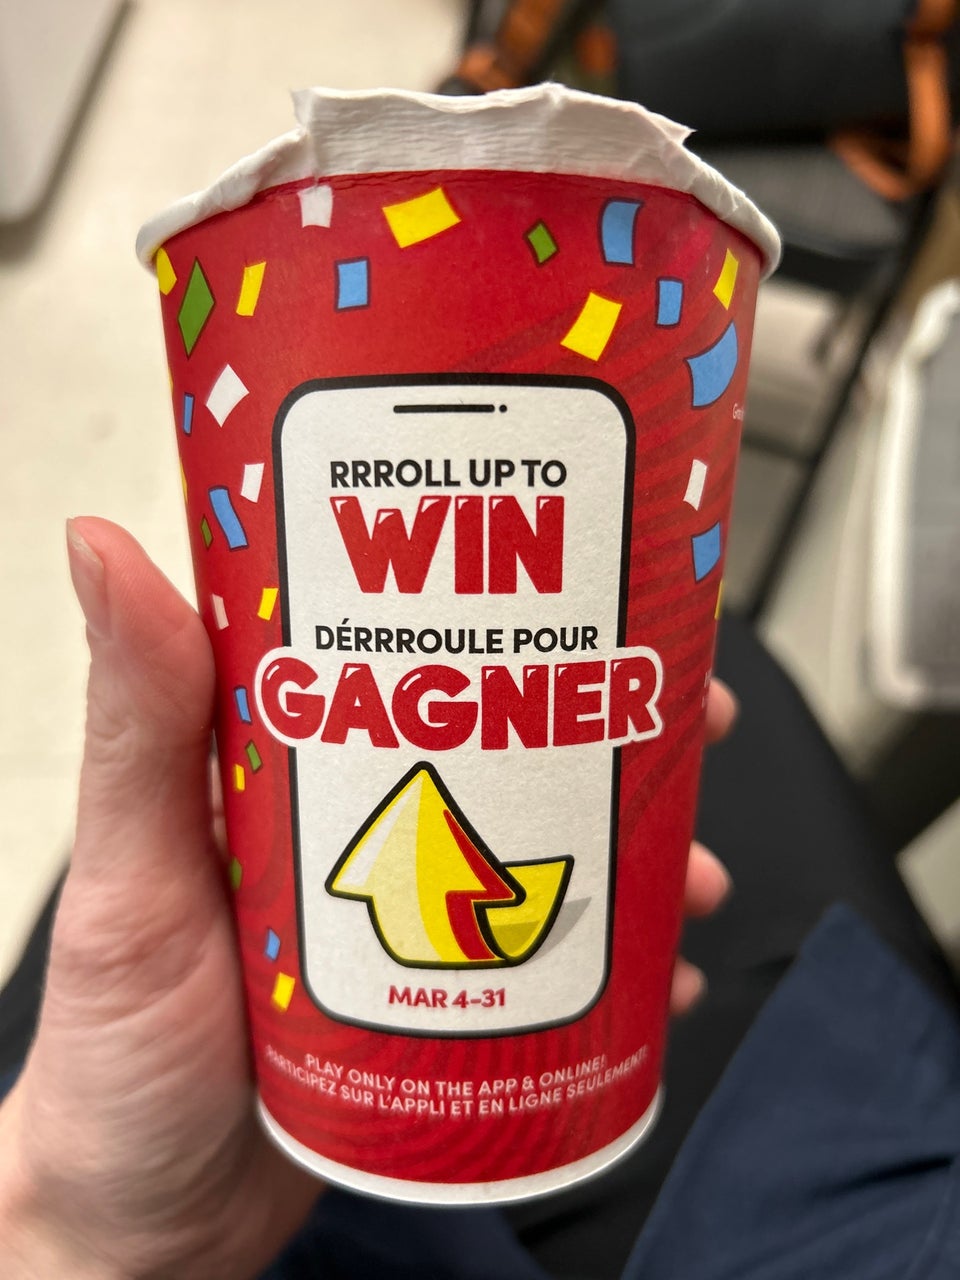 RRROLL UP TO
WIN
DÉRRROULE POUR
GAGNER
MAR 4-31
PLAY ONLY ON THE APP & ONLINE!
PARTICIPEZ SUR L'APPLI ET EN LIGNE SEULEMENT!